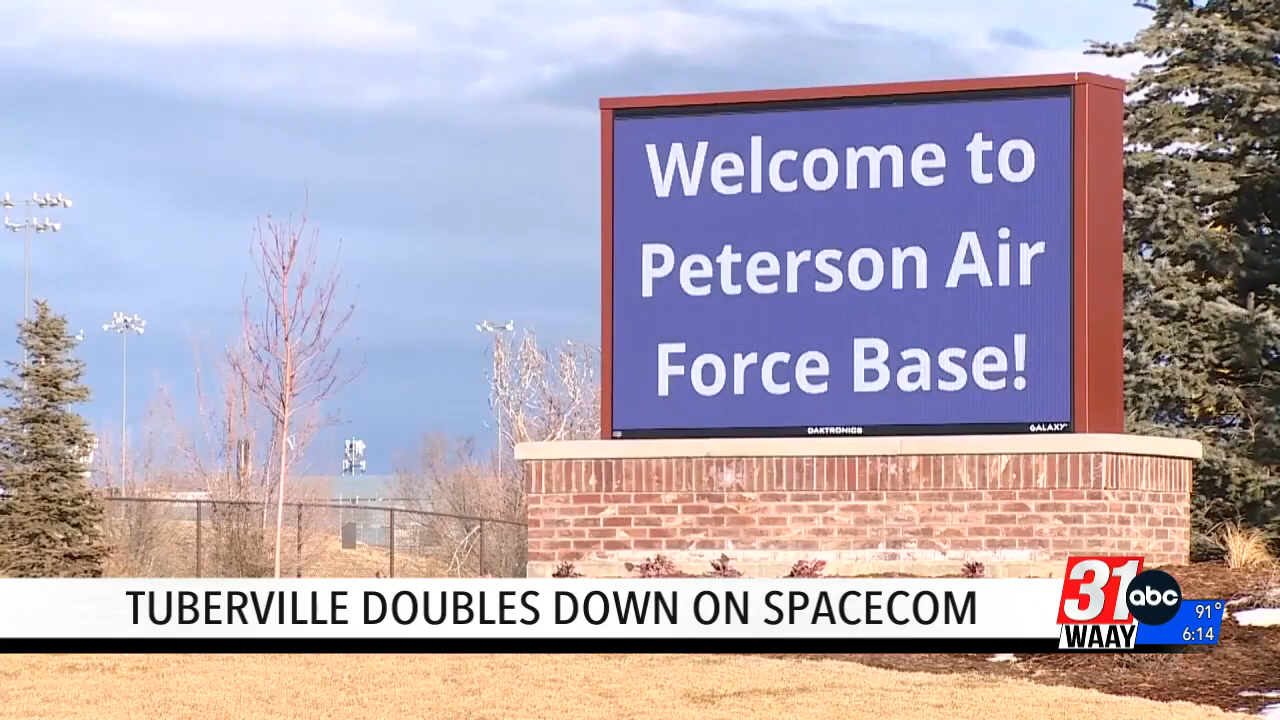 Welcome to
Peterson Air
Force Base!
DAKTRONICS
GALAXY
TUBERVILLE DOUBLES DOWN ON SPACECOM
31
abc
WAAY
91°
6:14